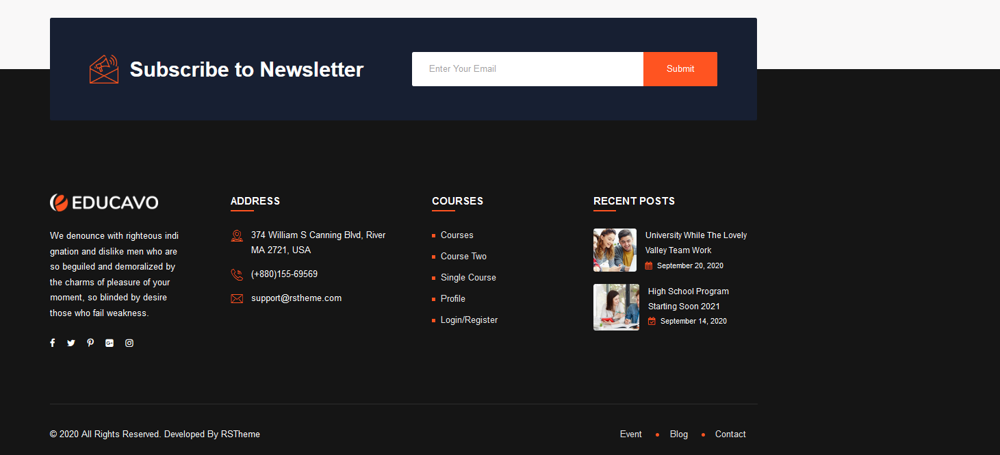 Subscribe to Newsletter
Enter Your Email
Submit
EDUCAVO
We denounce with righteous indi
gnation and dislike men who are
so beguiled and demoralized by
the charms of pleasure of your
moment, so blinded by desire
those who fail weakness.
ADDRESS
374 William S Canning Blvd, River
MA 2721, USA
(+880)155-69569
support@rstheme.com
COURSES
Courses
Course Two
Single Course
Profile
Login/Register
RECENT POSTS
University While The Lovely
Valley Team Work
September 20, 2020
High School Program
Starting Soon 2021
September 14, 2020
© 2020 All Rights Reserved. Developed By RSTheme
Event
Blog
Contact